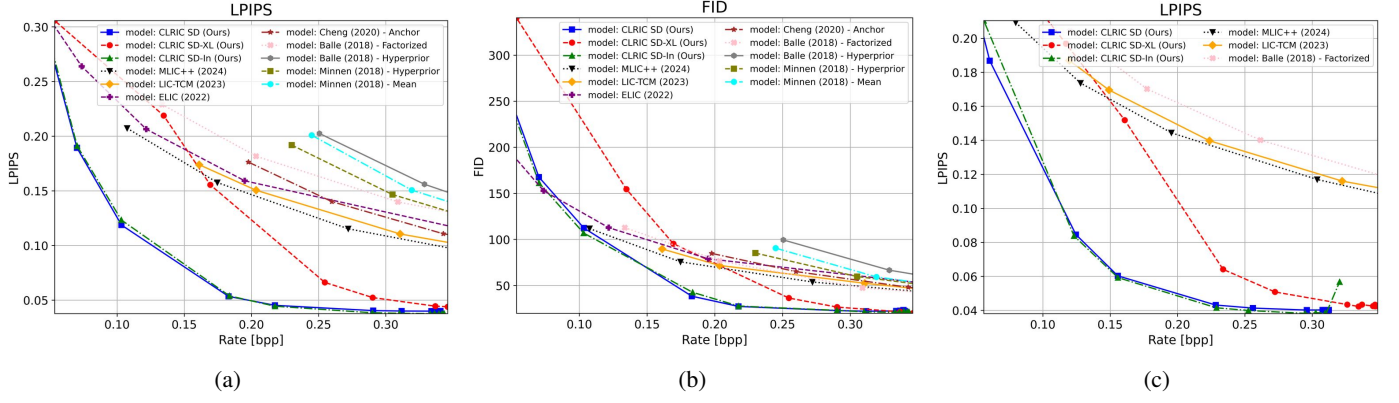 LPIPS
0.30
0.25
0.20
0.15
0.10
0.05
LPIPS
0.10
0.15
0.20
0.25
0.30
Rate [bpp]
model: CLRIC SD (Ours)
model: CLRIC SD-XL (Ours)
model: CLRIC SD-In (Ours)
model: MLIC++ (2024)
model: LIC-TCM (2023)
model: ELIC (2022)
model: Cheng (2020) - Anchor
model: Balle (2018) - Factorized
model: Balle (2018) - Hyperprior
model: Minnen (2018) - Hyperprior
model: Minnen (2018) - Mean
(a)
FID
350
300
250
200
150
100
50
FID
0.10
0.15
0.20
0.25
0.30
Rate [bpp]
model: CLRIC SD (Ours)
model: CLRIC SD-XL (Ours)
model: CLRIC SD-In (Ours)
model: MLIC++ (2024)
model: LIC-TCM (2023)
model: ELIC (2022)
model: Cheng (2020) - Anchor
model: Balle (2018) - Factorized
model: Balle (2018) - Hyperprior
model: Minnen (2018) - Hyperprior
model: Minnen (2018) - Mean
(b)
LPIPS
0.20
0.18
0.16
0.14
0.12
0.10
0.08
0.06
0.04
LPIPS
0.10
0.15
0.20
0.25
0.30
Rate [bpp]
model: CLRIC SD (Ours)
model: CLRIC SD-XL (Ours)
model: CLRIC SD-In (Ours)
model: MLIC++ (2024)
model: LIC-TCM (2023)
model: Balle (2018) - Factorized
(c)